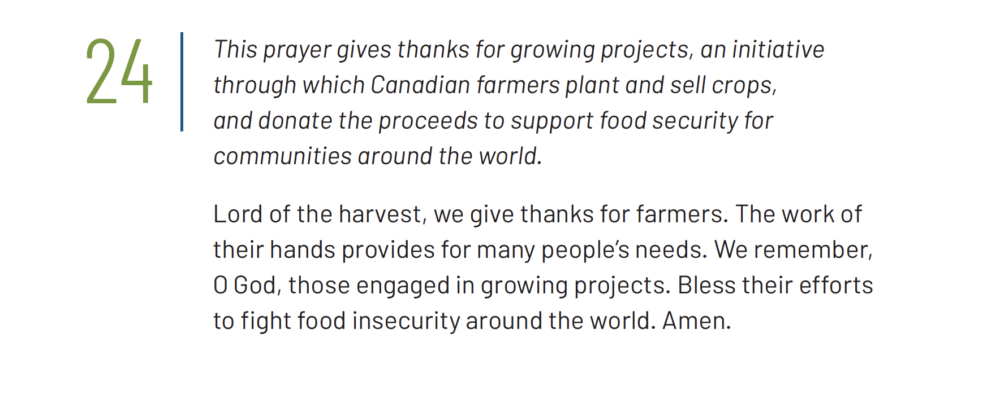 24
This prayer gives thanks for growing projects, an initiative
through which Canadian farmers plant and sell crops,
and donate the proceeds to support food security for
communities around the world.
Lord of the harvest, we give thanks for farmers. The work of
their hands provides for many people’s needs. We remember,
O God, those engaged in growing projects. Bless their efforts
to fight food insecurity around the world. Amen.